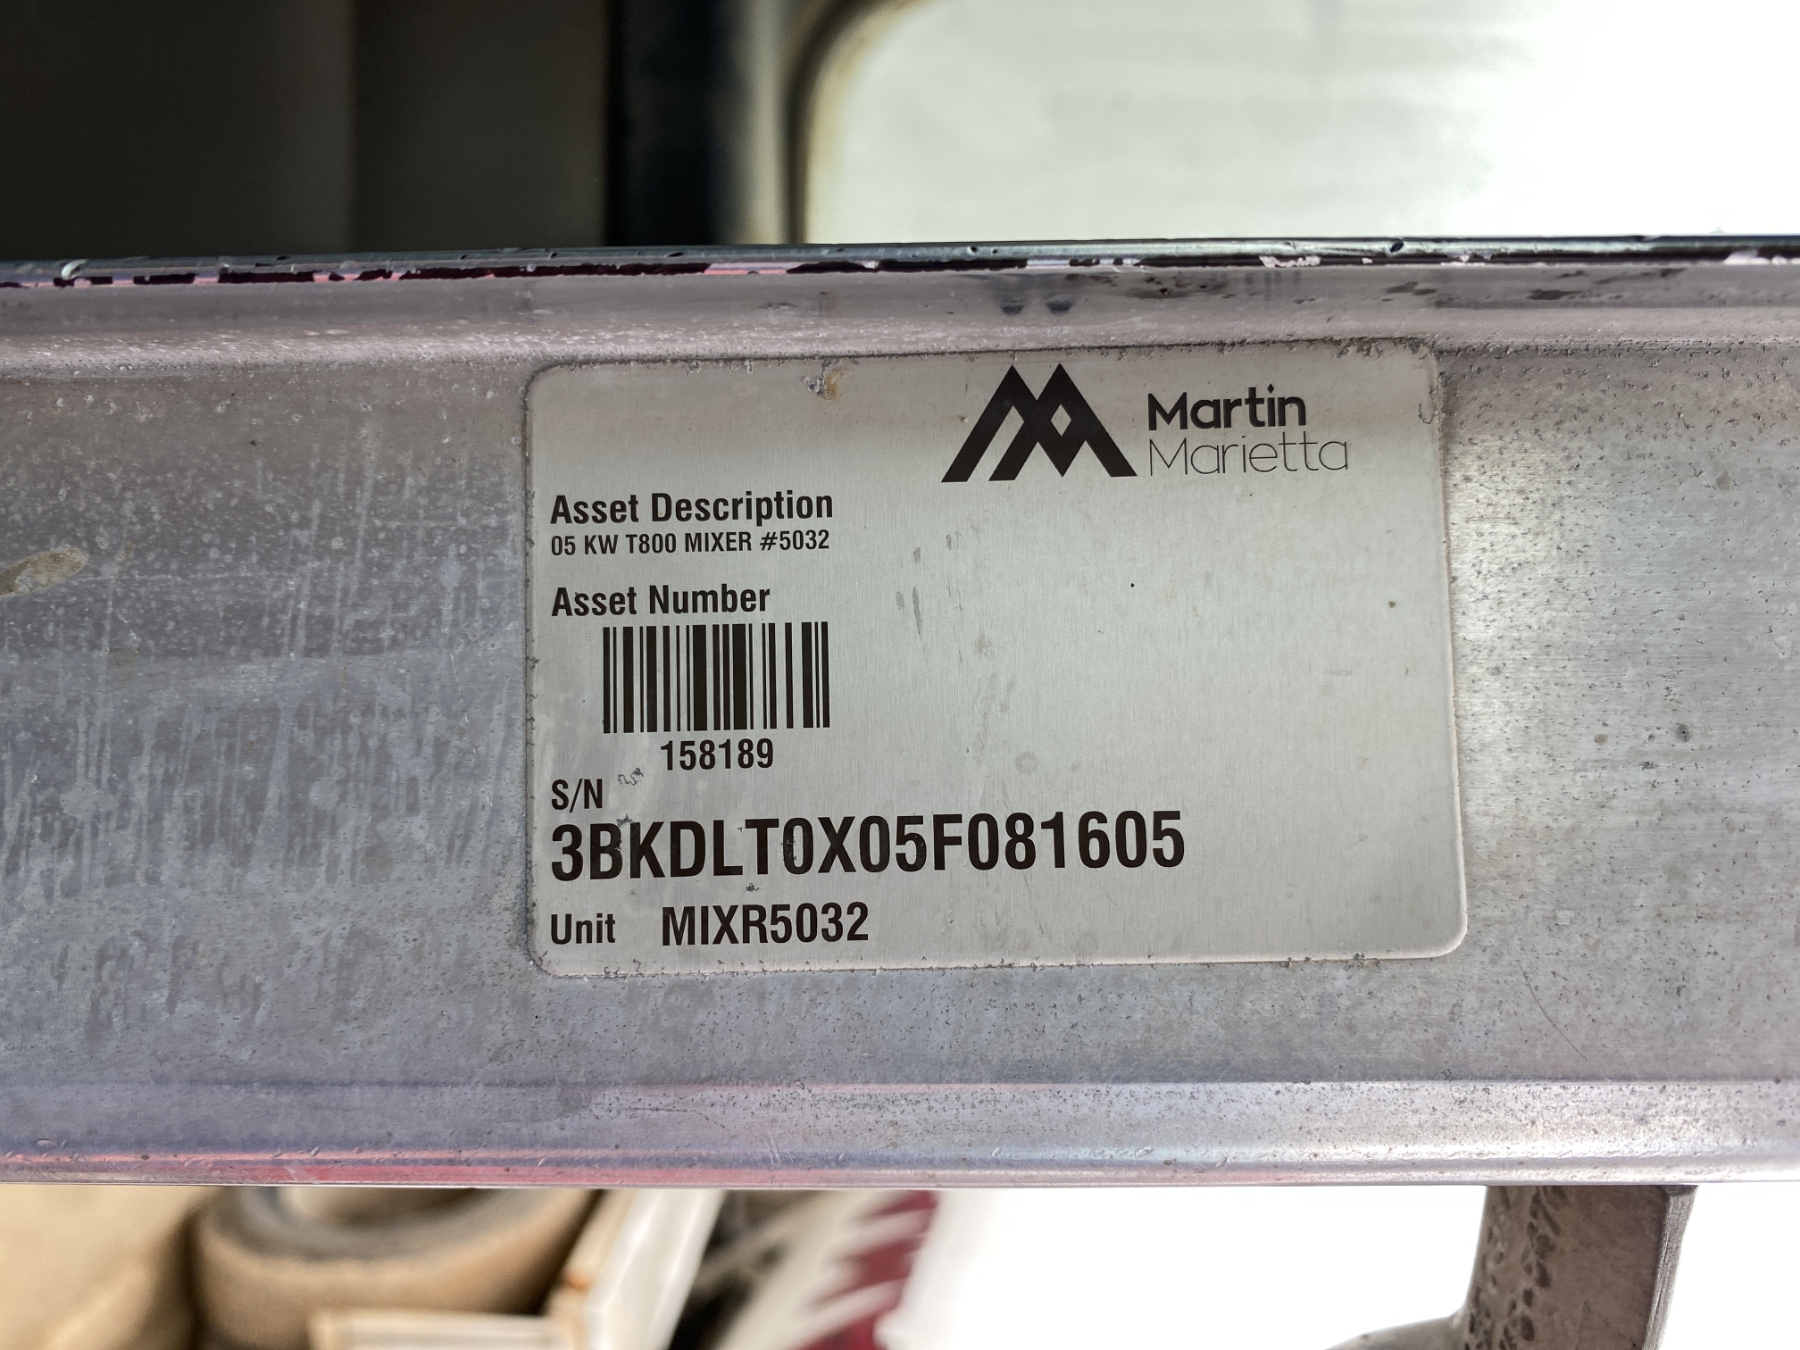 Martin
Marietta
Asset Description
05 KW T800 MIXER #5032
Asset Number
158189
S/N
3BKDLT0X05F081605
Unit MIXR5032